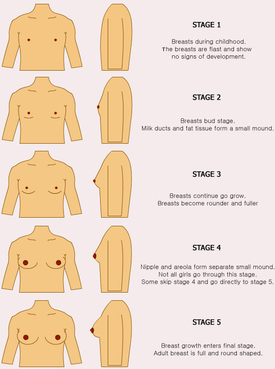 STAGE 1
Breasts during childhood.
The breasts are flast and show
no signs of development.
STAGE 2
Breasts bud stage.
Milk ducts and fat tissue form a small mound.
STAGE 3
Breasts continue go grow.
Breasts become rounder and fuller
STAGE 4
Nipple and areola form separate small mound.
Not all girls go through this stage.
Some skip stage 4 and go directly to stage 5.
STAGE 5
Breast growth enters final stage.
Adult breast is full and round shaped.